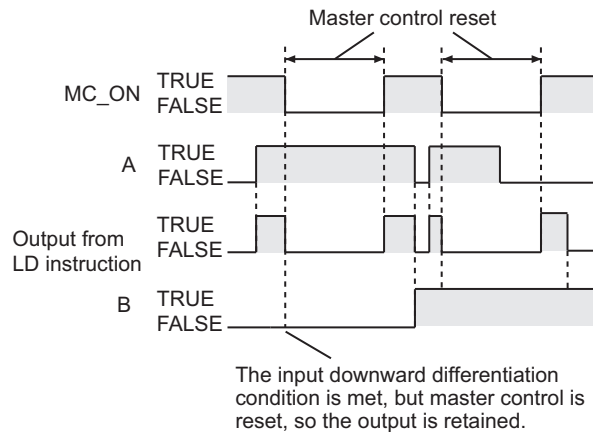 Master control reset
MC_ON
TRUE
FALSE
A
TRUE
FALSE
Output from
LD instruction
TRUE
FALSE
B
TRUE
FALSE
The input downward differentiation
condition is met, but master control is
reset, so the output is retained.